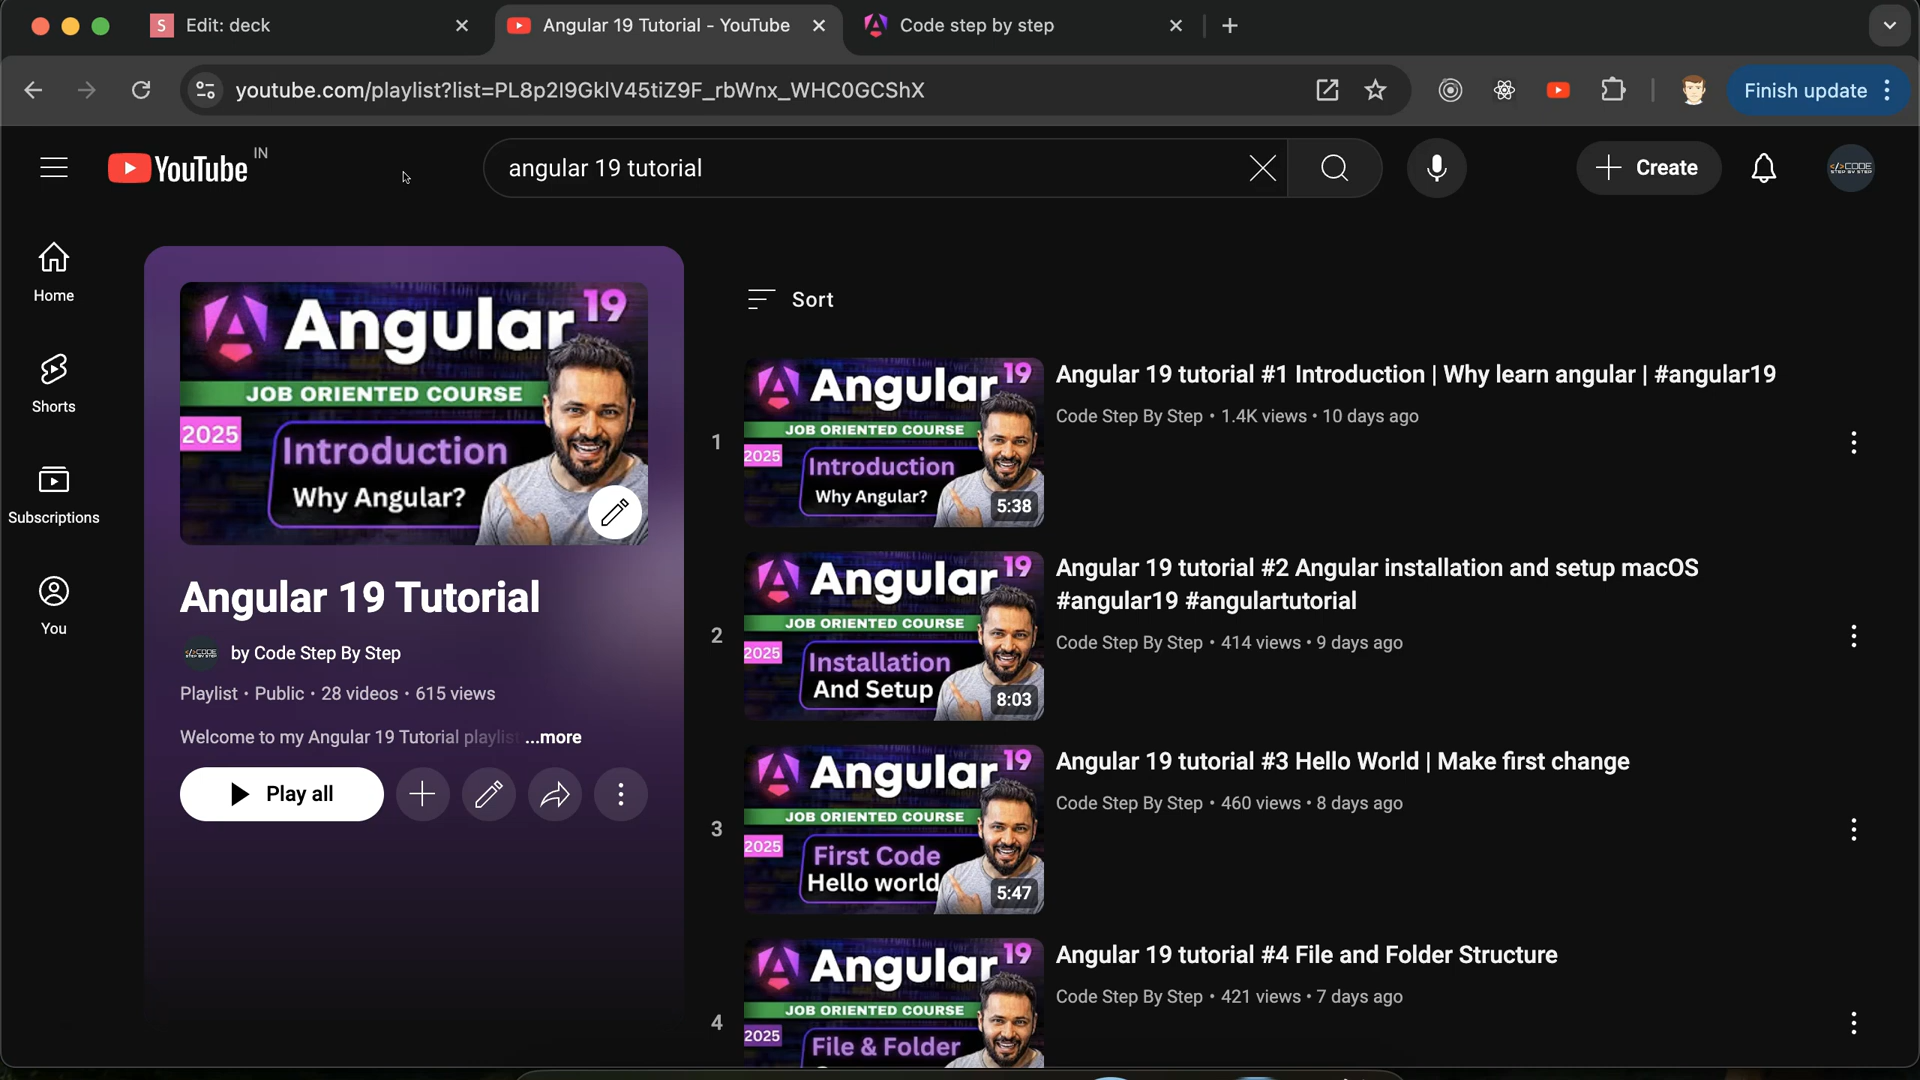 S Edit: deck
Angular 19 Tutorial - YouTube
Code step by step
youtube.com/playlist?list=PL8p2I9GklV45tiZ9F_rbWnx_WHC0GCShX
Finish update
YouTube IN
angular 19 tutorial
Create
</>CODE
STEP BY STEP
Home
Shorts
Subscriptions
You
Angular 19
JOB ORIENTED COURSE
2025
Introduction
Why Angular?
Angular 19 Tutorial
</>CODE
STEP BY STEP
by Code Step By Step
Playlist • Public • 28 videos • 615 views
Welcome to my Angular 19 Tutorial playlis ...more
Play all
Sort
1
Angular 19
JOB ORIENTED COURSE
2025
Introduction
Why Angular?
5:38
Angular 19 tutorial #1 Introduction | Why learn angular | #angular19
Code Step By Step • 1.4K views • 10 days ago
2
Angular 19
JOB ORIENTED COURSE
2025
Installation
And Setup
8:03
Angular 19 tutorial #2 Angular installation and setup macOS
#angular19 #angulartutorial
Code Step By Step • 414 views • 9 days ago
3
Angular 19
JOB ORIENTED COURSE
2025
First Code
Hello world
5:47
Angular 19 tutorial #3 Hello World | Make first change
Code Step By Step • 460 views • 8 days ago
4
Angular 19
JOB ORIENTED COURSE
2025
File & Folder
Angular 19 tutorial #4 File and Folder Structure
Code Step By Step • 421 views • 7 days ago